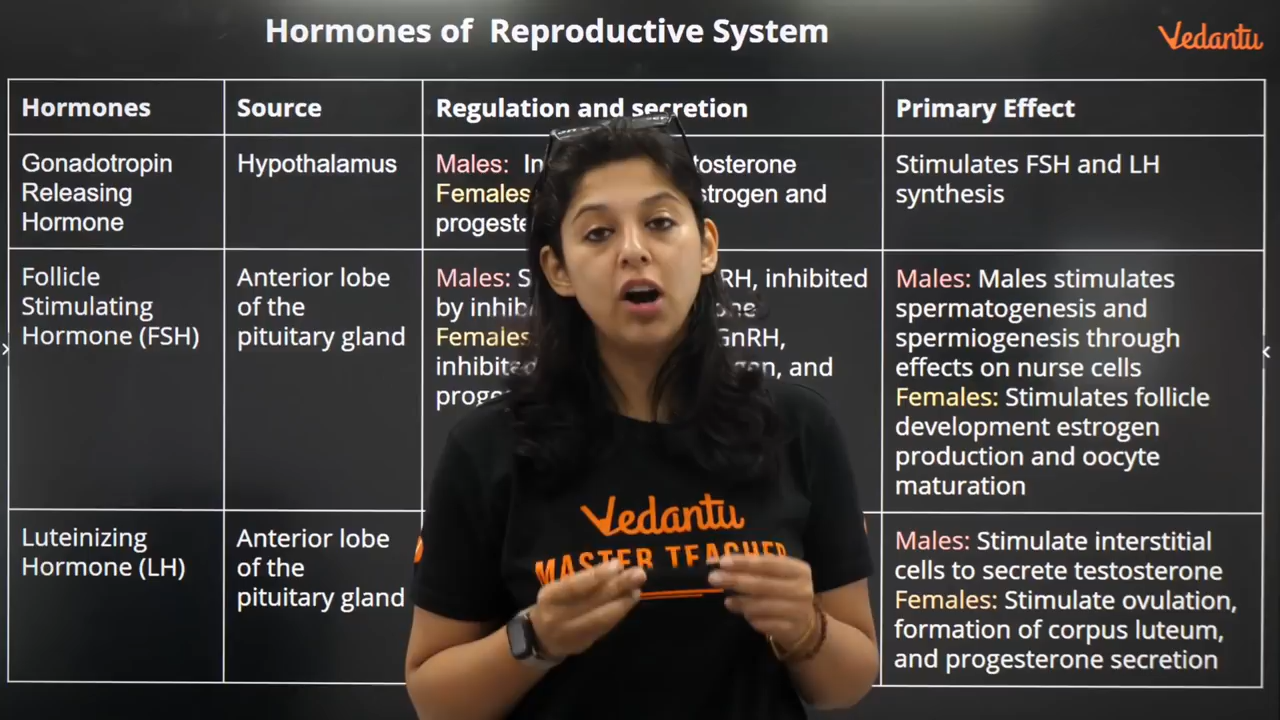 Hormones of Reproductive System
Vedantu
Hormones
Source
Regulation and secretion
Primary Effect
Gonadotropin
Releasing
Hormone
Hypothalamus
Males:
Females
Stimulates FSH and LH
synthesis
strogen and
Follicle
Stimulating
Hormone (FSH)
Anterior lobe
of the
pituitary gland
Males: inhibited
by
Females GnRH,
and
Males: Males stimulates
spermatogenesis and
spermiogenesis through
effects on nurse cells
Females: Stimulates follicle
development estrogen
production and oocyte
maturation
Luteinizing
Hormone (LH)
Anterior lobe
of the
pituitary gland
Males: Stimulate interstitial
cells to secrete testosterone
Females: Stimulate ovulation,
formation of corpus luteum,
and progesterone secretion
Vedantu
MASTER TEACHER